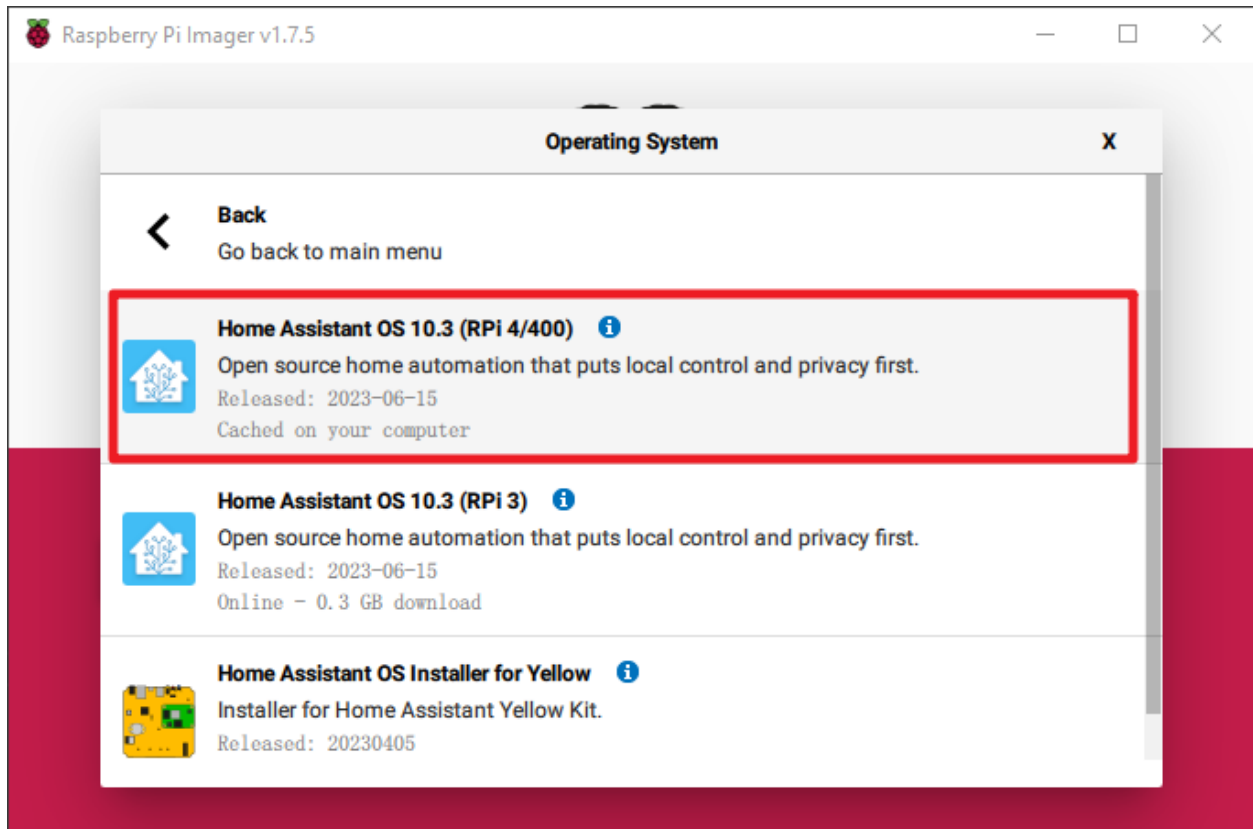 Raspberry Pi Imager v1.7.5
Operating System X
Back
Go back to main menu
Home Assistant OS 10.3 (RPi 4/400)
Open source home automation that puts local control and privacy first.
Released: 2023-06-15
Cached on your computer
Home Assistant OS 10.3 (RPi 3)
Open source home automation that puts local control and privacy first.
Released: 2023-06-15
Online - 0.3 GB download
Home Assistant OS Installer for Yellow
Installer for Home Assistant Yellow Kit.
Released: 20230405